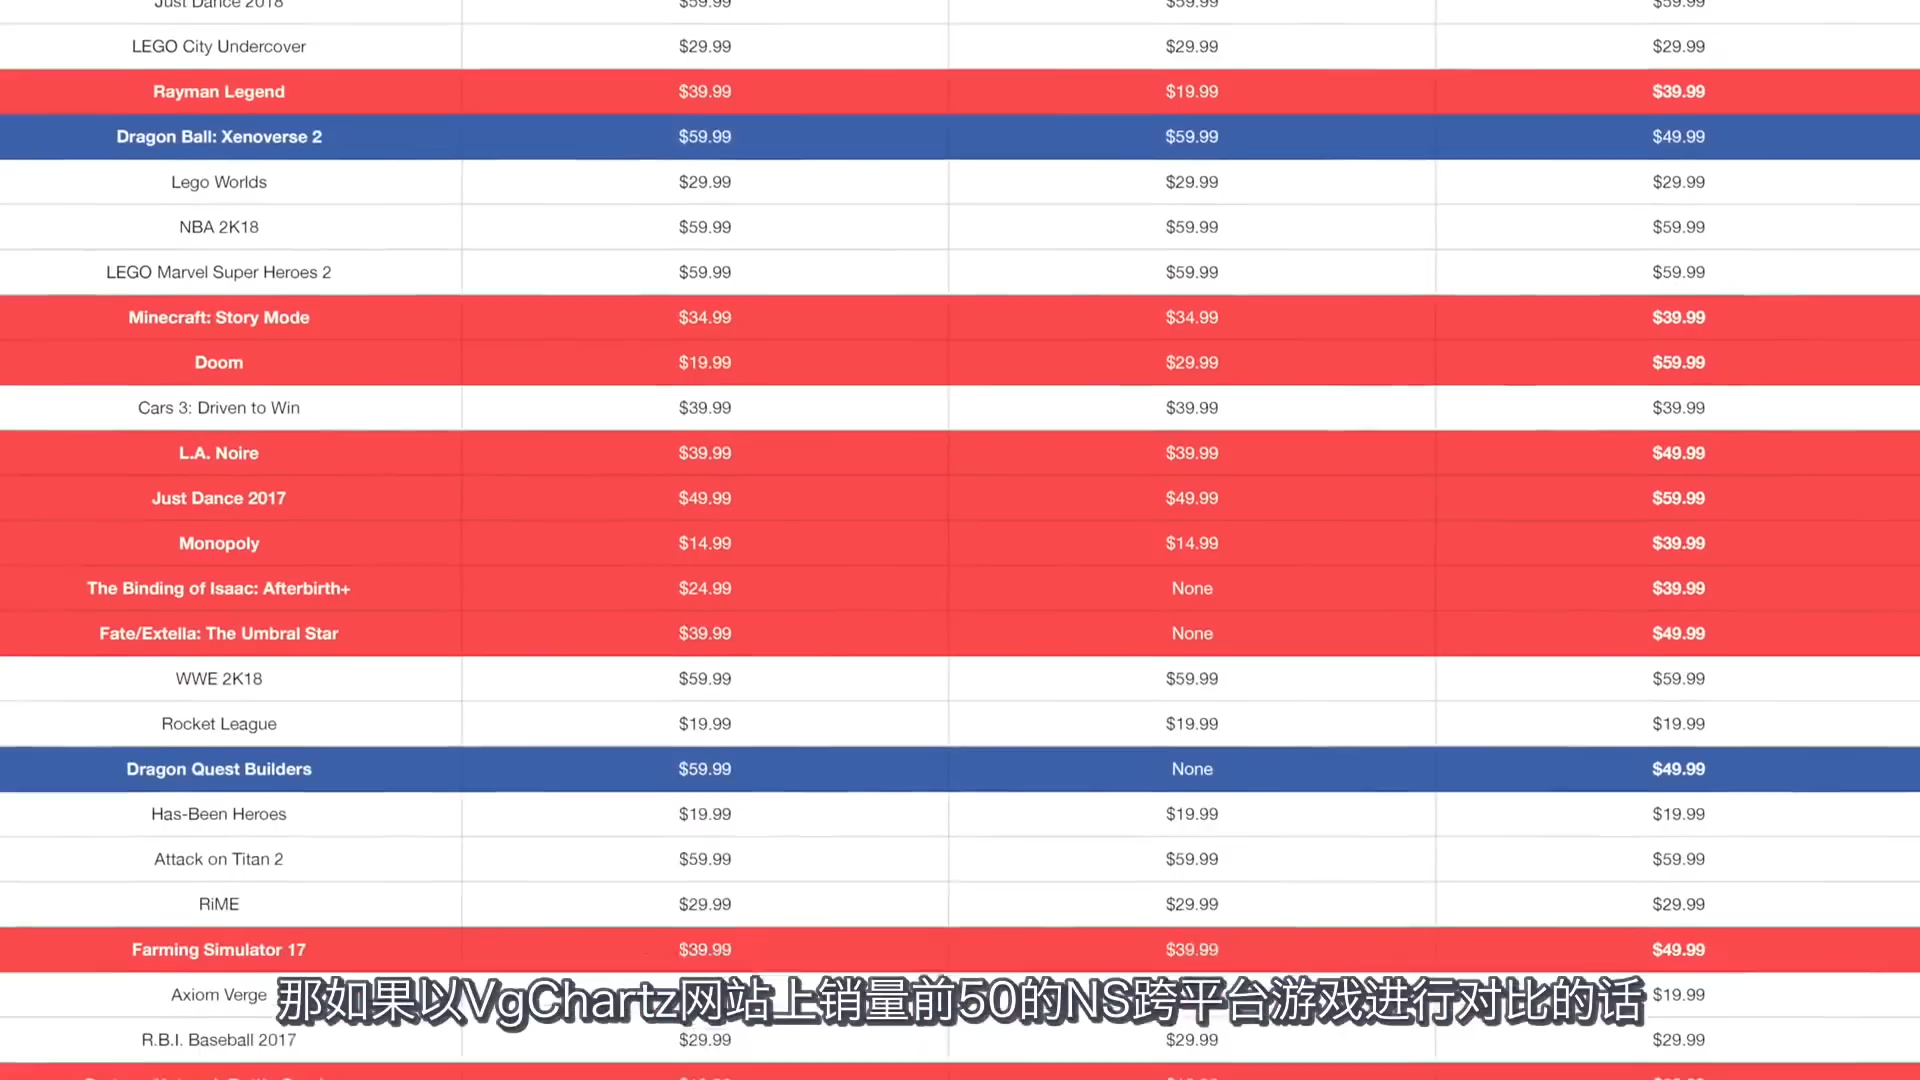 Just Dance 2018 $59.99 $59.99 $59.99
LEGO City Undercover $29.99 $29.99 $29.99
Rayman Legend $39.99 $19.99 $39.99
Dragon Ball: Xenoverse 2 $59.99 $59.99 $49.99
Lego Worlds $29.99 $29.99 $29.99
NBA 2K18 $59.99 $59.99 $59.99
LEGO Marvel Super Heroes 2 $59.99 $59.99 $59.99
Minecraft: Story Mode $34.99 $34.99 $39.99
Doom $19.99 $29.99 $59.99
Cars 3: Driven to Win $39.99 $39.99 $39.99
L.A. Noire $39.99 $39.99 $49.99
Just Dance 2017 $49.99 $49.99 $59.99
Monopoly $14.99 $14.99 $39.99
The Binding of Isaac: Afterbirth+ $24.99 None $39.99
Fate/Extella: The Umbral Star $39.99 None $49.99
WWE 2K18 $59.99 $59.99 $59.99
Rocket League $19.99 $19.99 $19.99
Dragon Quest Builders $59.99 None $49.99
Has-Been Heroes $19.99 $19.99 $19.99
Attack on Titan 2 $59.99 $59.99 $59.99
RiME $29.99 $29.99 $29.99
Farming Simulator 17 $39.99 $39.99 $49.99
Axiom Verge $19.99
那如果以VgChartz网站上销量前50的NS跨平台游戏进行对比的话
R.B.I. Baseball 2017 $29.99 $29.99 $29.99